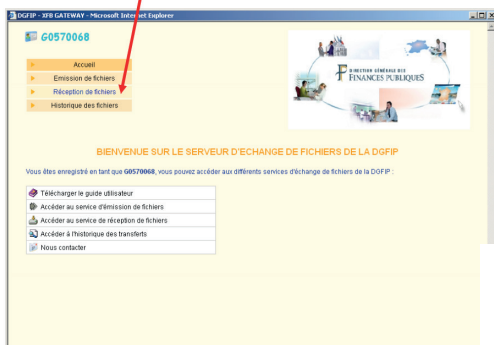 DGFIP - XFB GATEWAY - Microsoft Internet Explorer
G0570068
Accueil
Emission de fichiers
Réception de fichiers
Historique des fichiers
DIRECTION GÉNÉRALE DES
FINANCES PUBLIQUES
BIENVENUE SUR LE SERVEUR D'ECHANGE DE FICHIERS DE LA DGFIP
Vous êtes enregistré en tant que G0570068, vous pouvez accéder aux différents services d'échange de fichiers de la DGFIP :
Télécharger le guide utilisateur
Accéder au service d'émission de fichiers
Accéder au service de réception de fichiers
Accéder à l'historique des transferts
Nous contacter